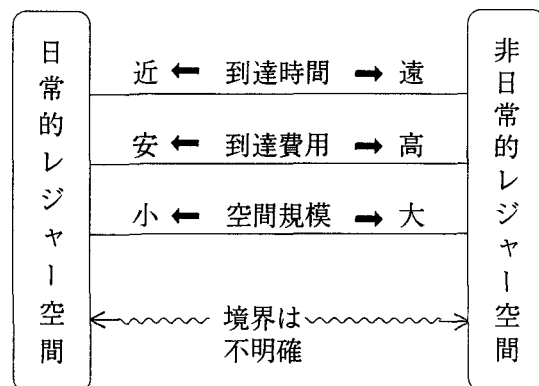 日常的レジャー空間
近 ← 到達時間 → 遠
安 ← 到達費用 → 高
小 ← 空間規模 → 大
境界は
不明確
非日常的レジャー空間